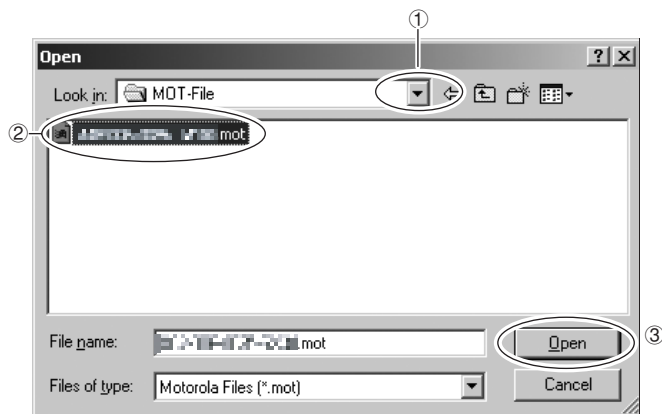 ①
Open
Look in: MOT-File
② .mot
File name: .mot
Open ③
Files of type: Motorola Files (*.mot)
Cancel